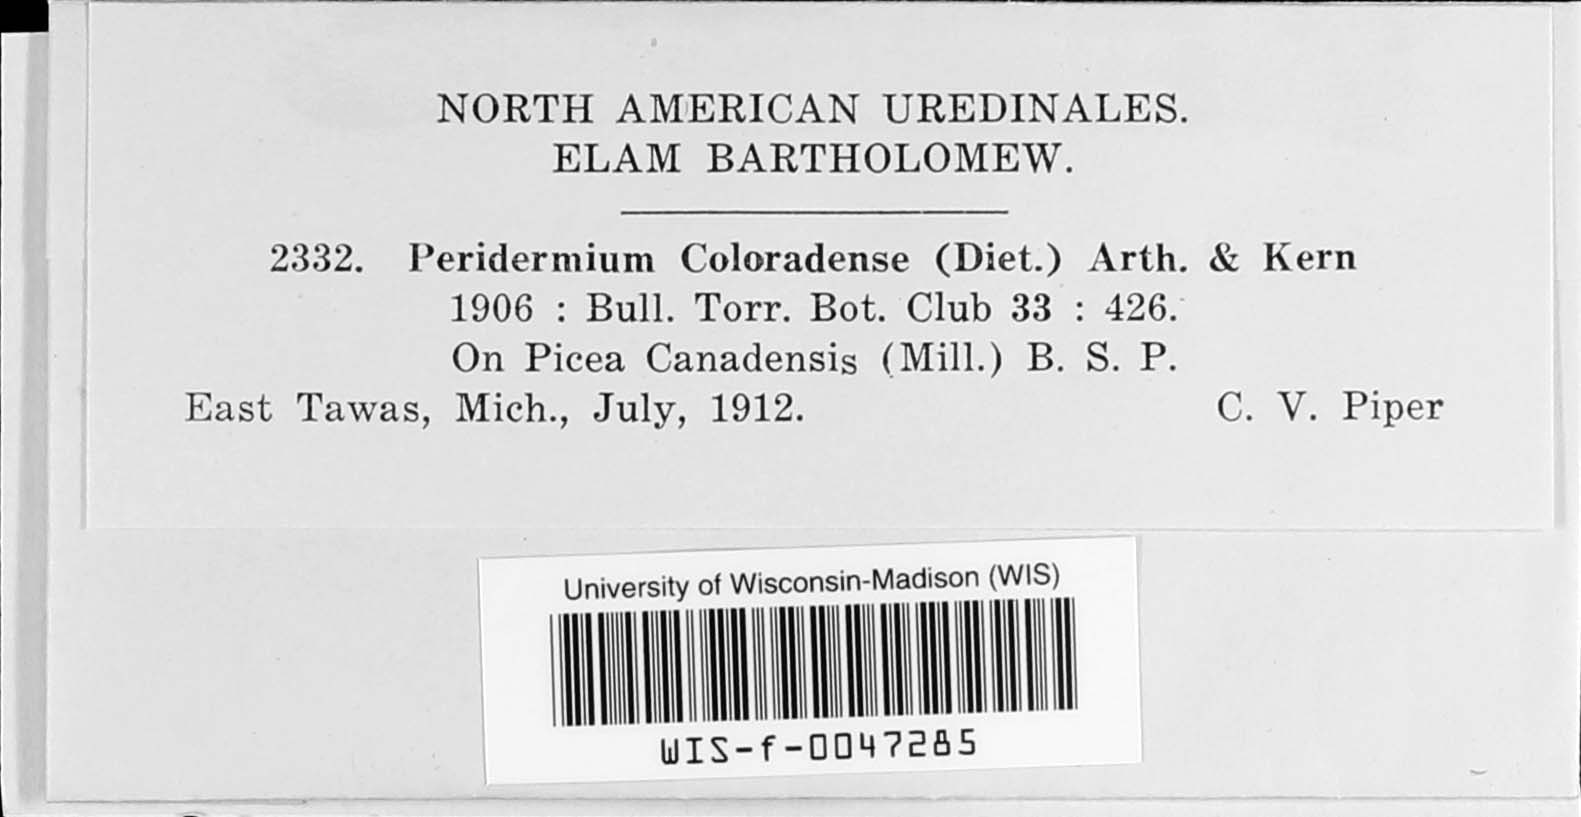 NORTH AMERICAN UREDINALES.
ELAM BARTHOLOMEW.
2332. Peridermium Coloradense (Diet.) Arth. & Kern
1906 : Bull. Torr. Bot. Club 33 : 426.
On Picea Canadensis (Mill.) B. S. P.
East Tawas, Mich., July, 1912. C. V. Piper
University of Wisconsin-Madison (WIS)
WIS-f-0047285